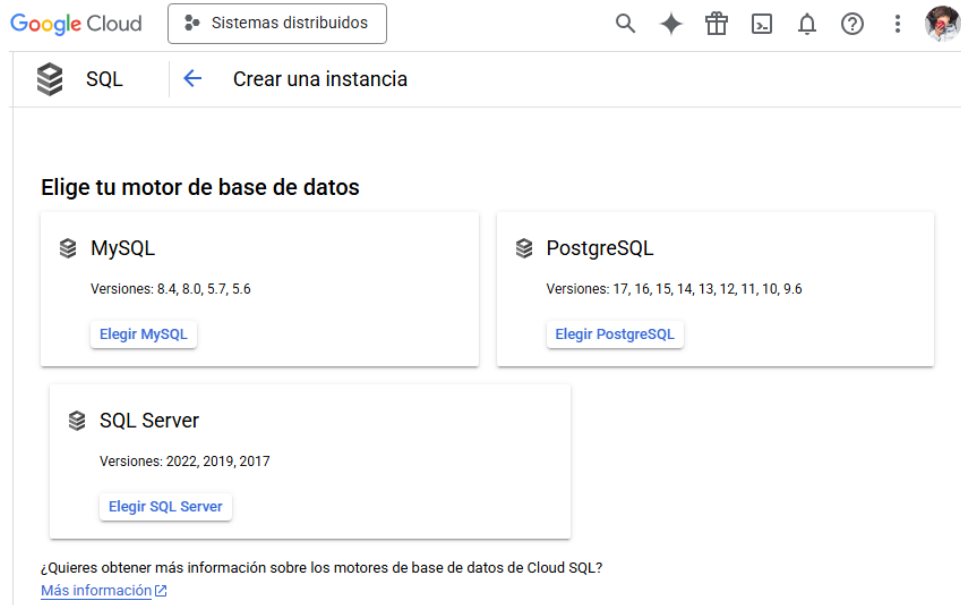 Google Cloud
Sistemas distribuidos
SQL
Crear una instancia
Elige tu motor de base de datos
MySQL
Versiones: 8.4, 8.0, 5.7, 5.6
Elegir MySQL
PostgreSQL
Versiones: 17, 16, 15, 14, 13, 12, 11, 10, 9.6
Elegir PostgreSQL
SQL Server
Versiones: 2022, 2019, 2017
Elegir SQL Server
¿Quieres obtener más información sobre los motores de base de datos de Cloud SQL?
Más información